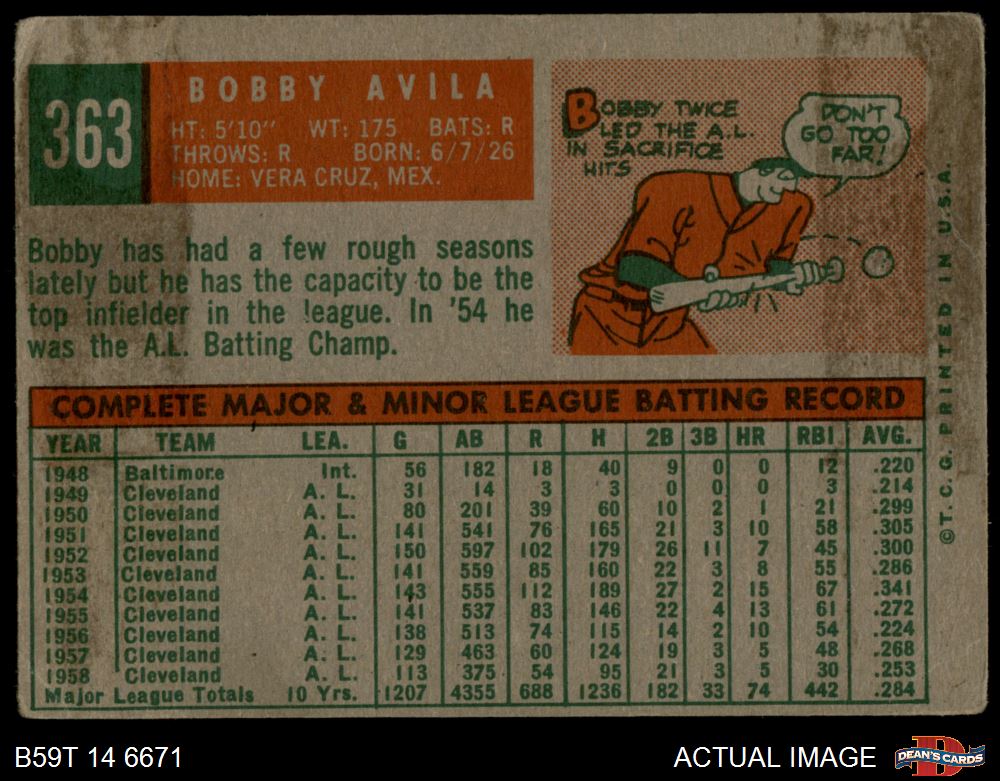 363
BOBBY AVILA
HT: 5'10" WT: 175 BATS: R
THROWS: R BORN: 6/7/26
HOME: VERA CRUZ, MEX.
BOBBY TWICE
LED THE A.L.
IN SACRIFICE
HITS
DON'T
GO TOO
FAR!
Bobby has had a few rough seasons
lately but he has the capacity to be the
top infielder in the league. In '54 he
was the A.L. Batting Champ.
COMPLETE MAJOR & MINOR LEAGUE BATTING RECORD
YEAR TEAM LEA. G AB R H 2B 3B HR RBI AVG.
1948 Baltimore Int. 56 182 18 40 9 0 0 12 .220
1949 Cleveland A. L. 31 14 3 3 0 0 0 3 .214
1950 Cleveland A. L. 80 201 39 60 10 2 1 21 .299
1951 Cleveland A. L. 141 541 76 165 21 3 10 58 .305
1952 Cleveland A. L. 150 597 102 179 26 11 7 45 .300
1953 Cleveland A. L. 141 559 85 160 22 3 8 55 .286
1954 Cleveland A. L. 143 555 112 189 27 2 15 67 .341
1955 Cleveland A. L. 141 537 83 146 22 4 13 61 .272
1956 Cleveland A. L. 138 513 74 115 14 2 10 54 .224
1957 Cleveland A. L. 129 463 60 124 19 3 5 48 .268
1958 Cleveland A. L. 113 375 54 95 21 3 5 30 .253
Major League Totals 10 Yrs. 1207 4355 688 1236 182 33 74 442 .284
©T.C.G. PRINTED IN U.S.A.
B59T 14 6671
ACTUAL IMAGE
DEAN'S CARDS